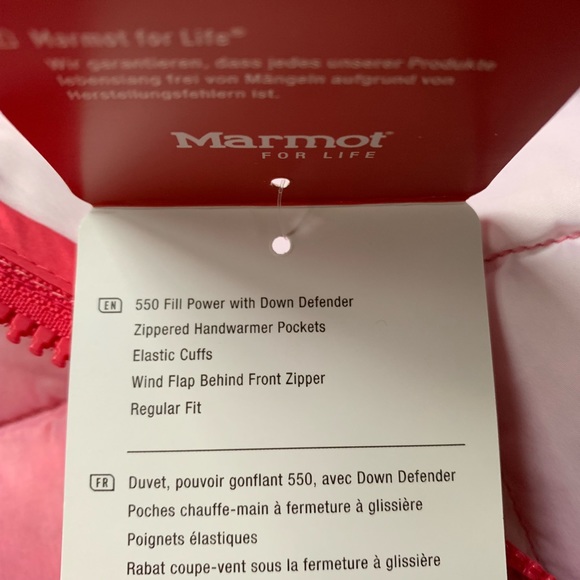 Marmot for Life®
Wir garantieren, dass jedes unserer Produkte
lebenslang frei von Mängeln aufgrund von
Herstellungsfehlern ist.
Marmot®
FOR LIFE
EN 550 Fill Power with Down Defender
Zippered Handwarmer Pockets
Elastic Cuffs
Wind Flap Behind Front Zipper
Regular Fit
FR Duvet, pouvoir gonflant 550, avec Down Defender
Poches chauffe-main à fermeture à glissière
Poignets élastiques
Rabat coupe-vent sous la fermeture à glissière